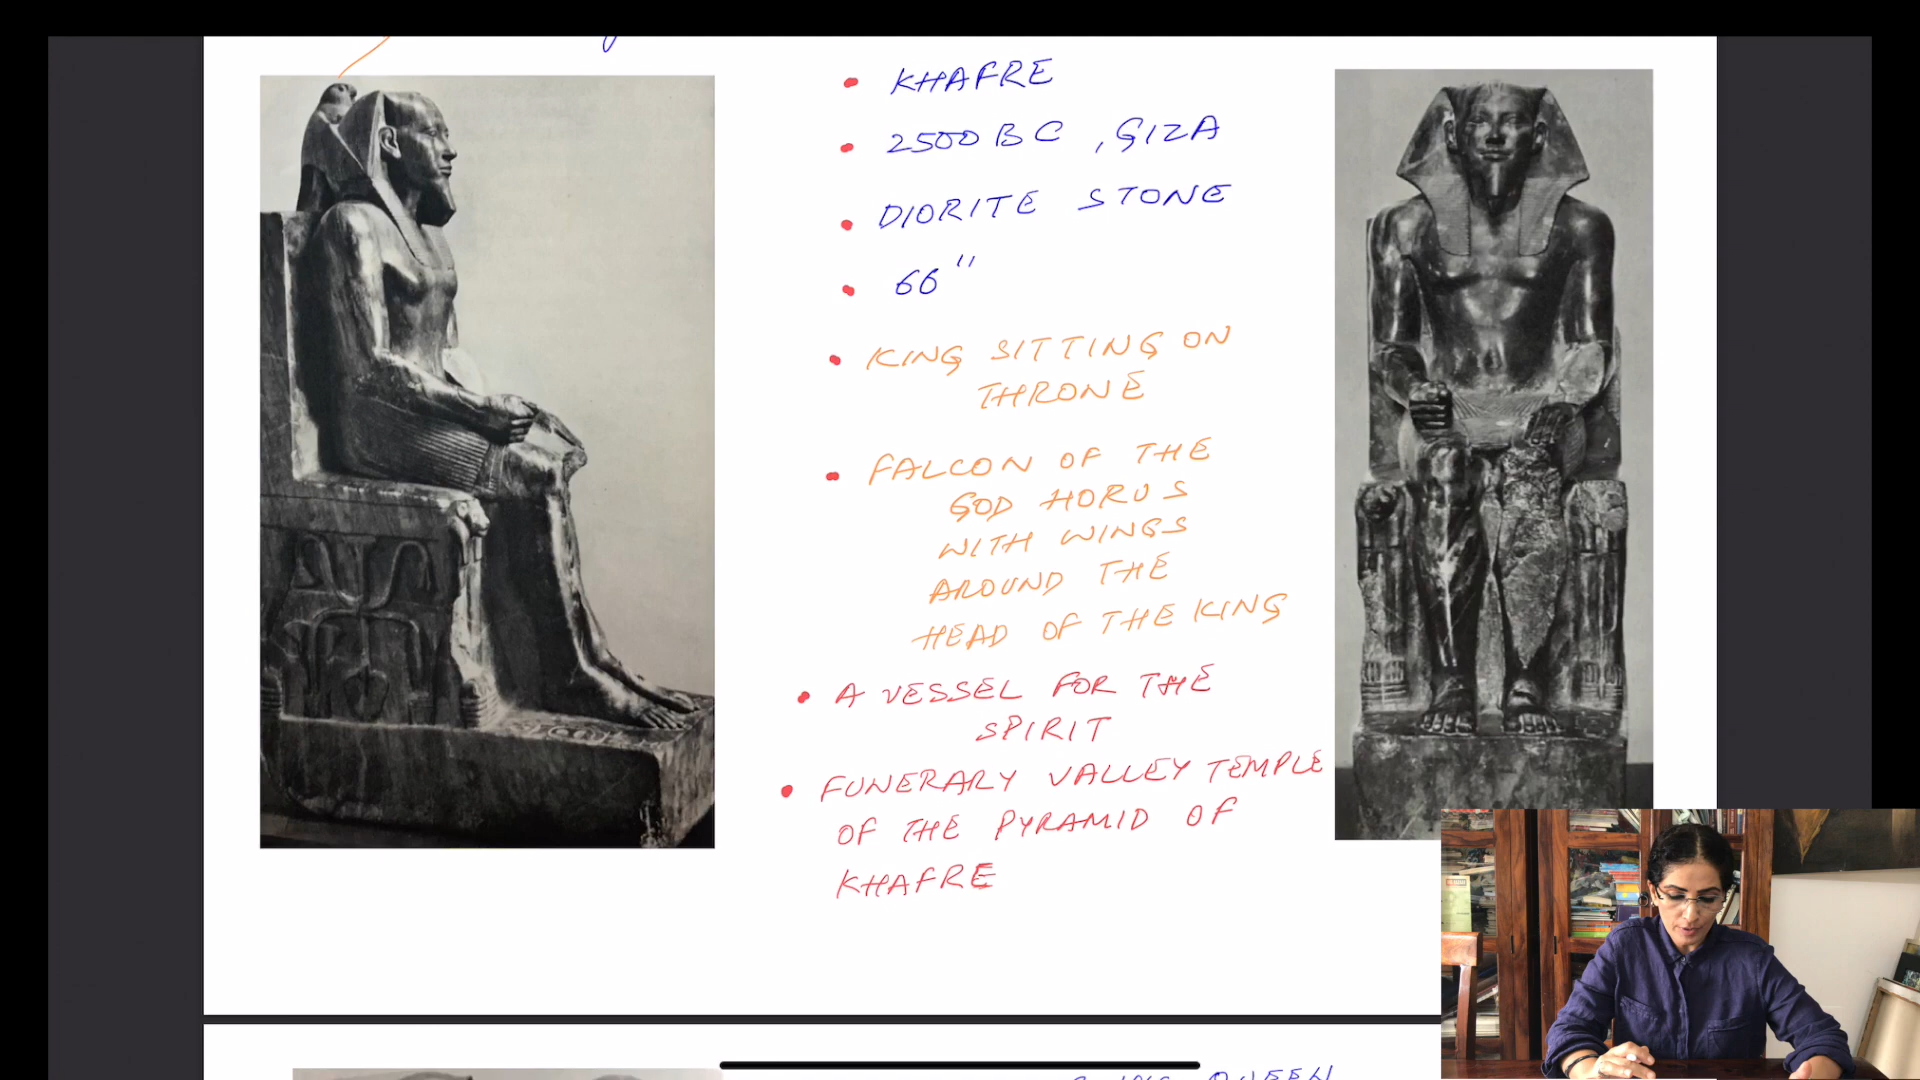 • KHAFRE
• 2500 BC , GIZA
• DIORITE STONE
• 66"
• KING SITTING ON
THRONE
• FALCON OF THE
GOD HORUS
WITH WINGS
AROUND THE
HEAD OF THE KING
• A VESSEL FOR THE
SPIRIT
• FUNERARY VALLEY TEMPLE
OF THE PYRAMID OF
KHAFRE
QUEEN